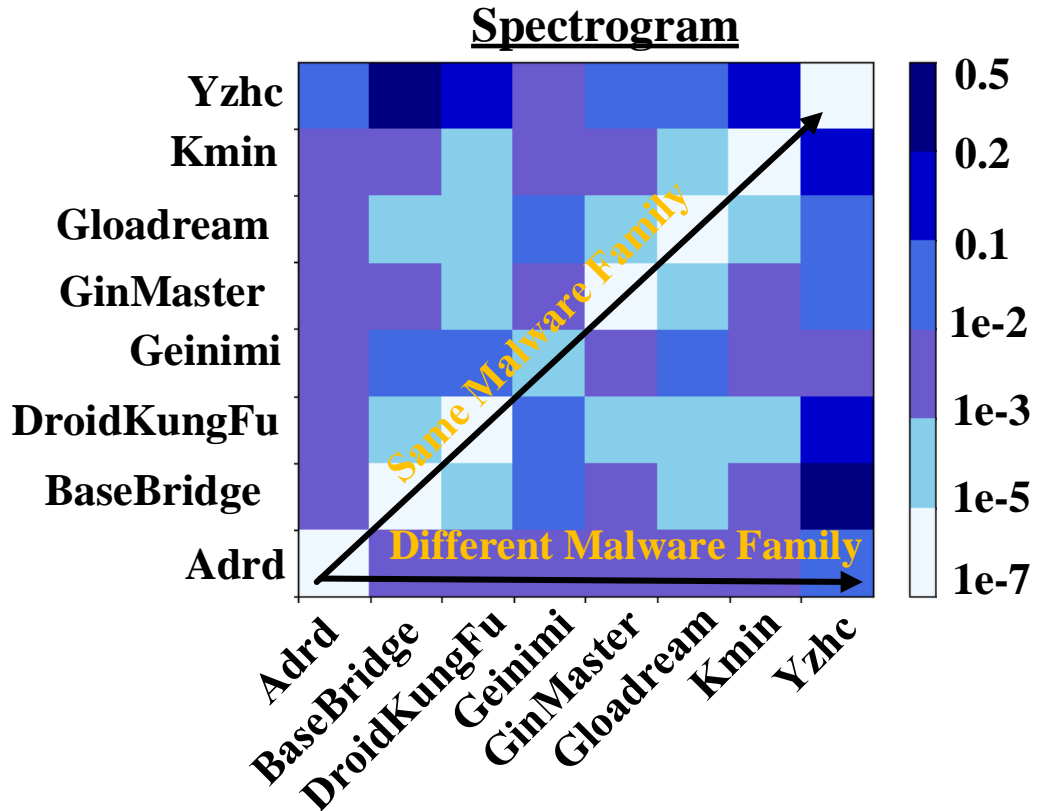 Spectrogram
Yzhc
Kmin
Gloadream
GinMaster
Geinimi
DroidKungFu
BaseBridge
Adrd
Same Malware Family
Different Malware Family
0.5
0.2
0.1
1e-2
1e-3
1e-5
1e-7
Adrd
BaseBridge
DroidKungFu
Geinimi
GinMaster
Gloadream
Kmin
Yzhc